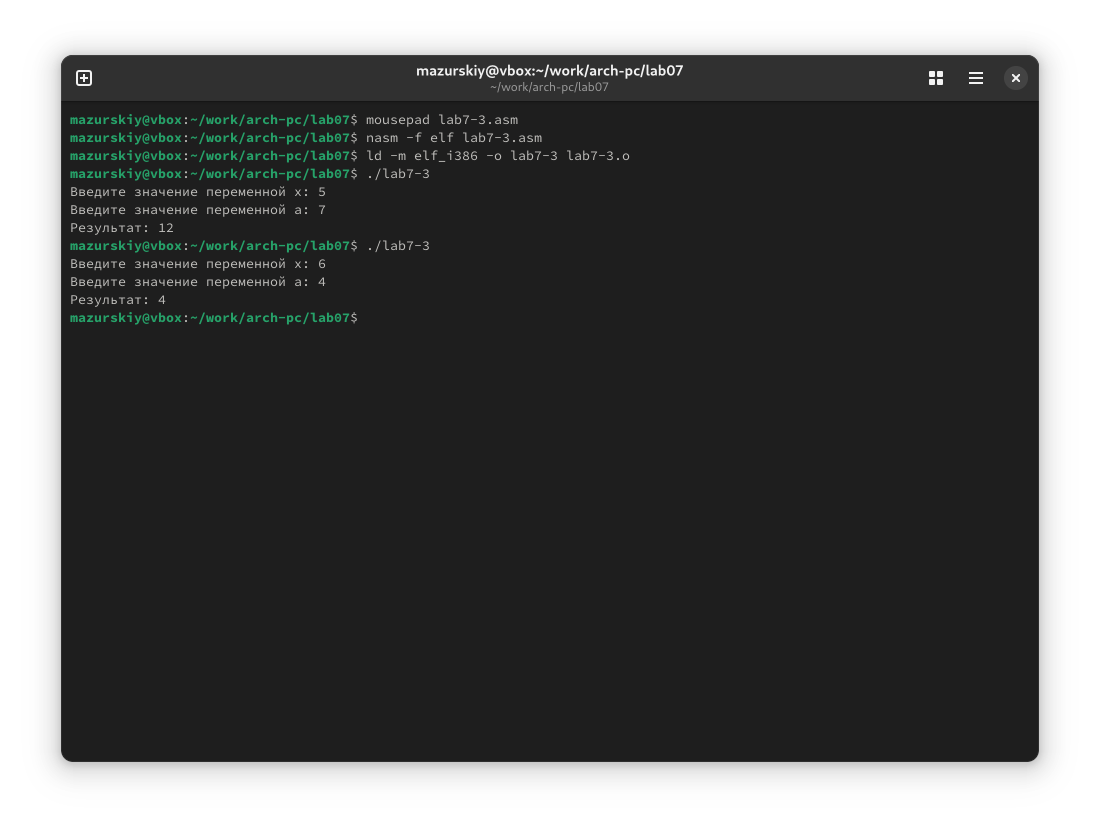 mazurskiy@vbox:~/work/arch-pc/lab07
~/work/arch-pc/lab07
mazurskiy@vbox:~/work/arch-pc/lab07$ mousepad lab7-3.asm
mazurskiy@vbox:~/work/arch-pc/lab07$ nasm -f elf lab7-3.asm
mazurskiy@vbox:~/work/arch-pc/lab07$ ld -m elf_i386 -o lab7-3 lab7-3.o
mazurskiy@vbox:~/work/arch-pc/lab07$ ./lab7-3
Введите значение переменной x: 5
Введите значение переменной a: 7
Результат: 12
mazurskiy@vbox:~/work/arch-pc/lab07$ ./lab7-3
Введите значение переменной x: 6
Введите значение переменной a: 4
Результат: 4
mazurskiy@vbox:~/work/arch-pc/lab07$